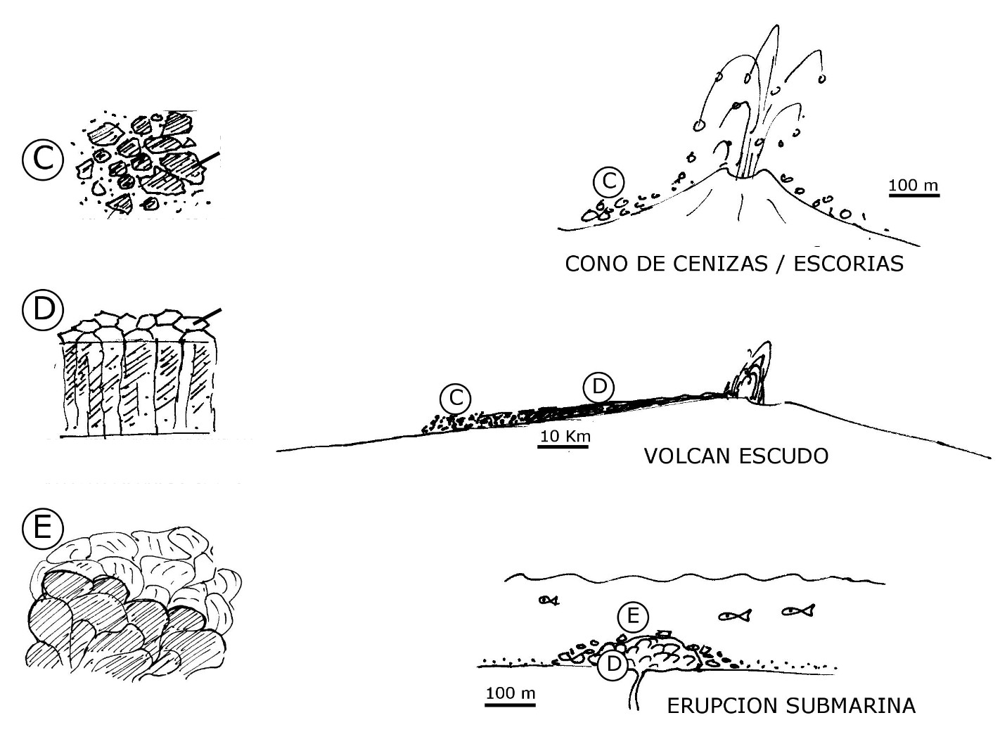 C
C
100 m
CONO DE CENIZAS / ESCORIAS
D
C
D
10 Km
VOLCAN ESCUDO
E
E
D
100 m
ERUPCION SUBMARINA